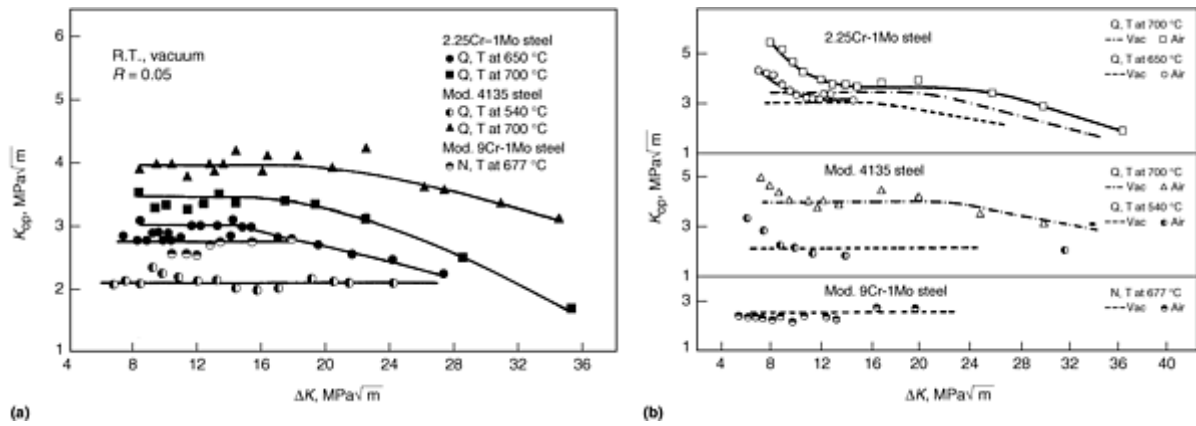 R.T., vacuum
R = 0.05
2.25Cr–1Mo steel
Q, T at 650 °C
Q, T at 700 °C
Mod. 4135 steel
Q, T at 540 °C
Q, T at 700 °C
Mod. 9Cr-1Mo steel
N, T at 677 °C
Kop, MPa√m
6
5
4
3
2
1
4 8 12 16 20 24 28 32 36
ΔK, MPa√m
(a)
2.25Cr-1Mo steel
Q, T at 700 °C
Vac Air
Q, T at 650 °C
Vac Air
5
3
1
Mod. 4135 steel
Q, T at 700 °C
Vac Air
Q, T at 540 °C
Vac Air
5
3
1
Mod. 9Cr-1Mo steel
N, T at 677 °C
Vac Air
3
1
Kop, MPa√m
4 8 12 16 20 24 28 32 36 40
ΔK, MPa√m
(b)